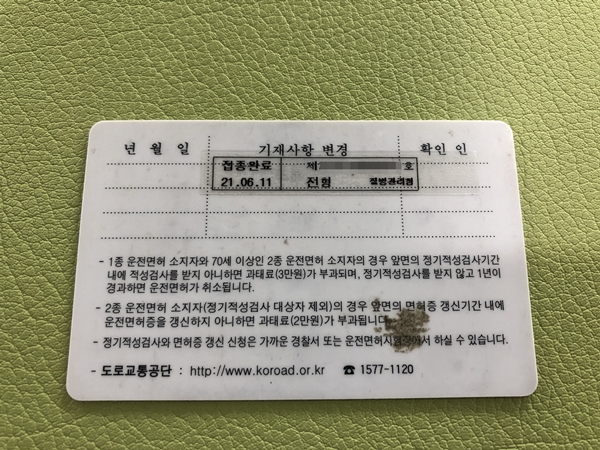 년 월 일 기재사항 변경 확인 인
접종완료 제 호
21.06.11 전형 질병관리청
- 1종 운전면허 소지자와 70세 이상인 2종 운전면허 소지자의 경우 앞면의 정기적성검사기간
내에 적성검사를 받지 아니하면 과태료(3만원)가 부과되며, 정기적성검사를 받지 않고 1년이
경과하면 운전면허가 취소됩니다.
- 2종 운전면허 소지자(정기적성검사 대상자 제외)의 경우 앞면의 면허증 갱신기간 내에
운전면허증을 갱신하지 아니하면 과태료(2만원)가 부과됩니다.
- 정기적성검사와 면허증 갱신 신청은 가까운 경찰서 또는 운전면허시험장에서 하실 수 있습니다.
- 도로교통공단 : http://www.koroad.or.kr ☎ 1577-1120